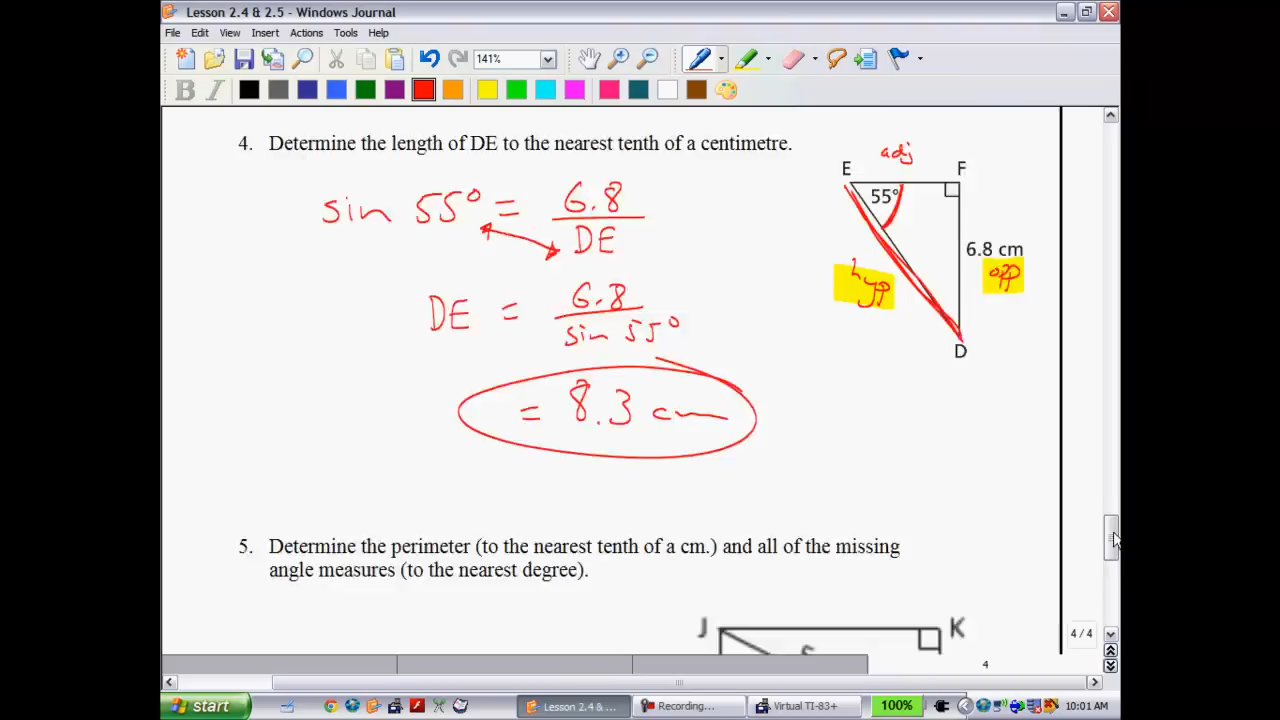 Lesson 2.4 & 2.5 - Windows Journal
File Edit View Insert Actions Tools Help
141%
B I
4. Determine the length of DE to the nearest tenth of a centimetre.
sin 55° = 6.8
DE
DE = 6.8
sin 55°
= 8.3 cm
adj
E F
55°
6.8 cm
hyp opp
D
5. Determine the perimeter (to the nearest tenth of a cm.) and all of the missing
angle measures (to the nearest degree).
J K
4 / 4
4
start Lesson 2.4 & ... Recording... Virtual TI-83+ 100% 10:01 AM